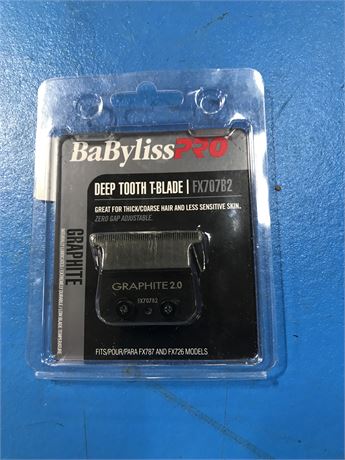 BaBylissPRO
DEEP TOOTH T-BLADE | FX707B2
GREAT FOR THICK/COARSE HAIR AND LESS SENSITIVE SKIN.
ZERO GAP ADJUSTABLE.
GRAPHITE
GRAPHITE 2.0
FX707B2
FITS/POUR/PARA FX787 AND FX726 MODELS